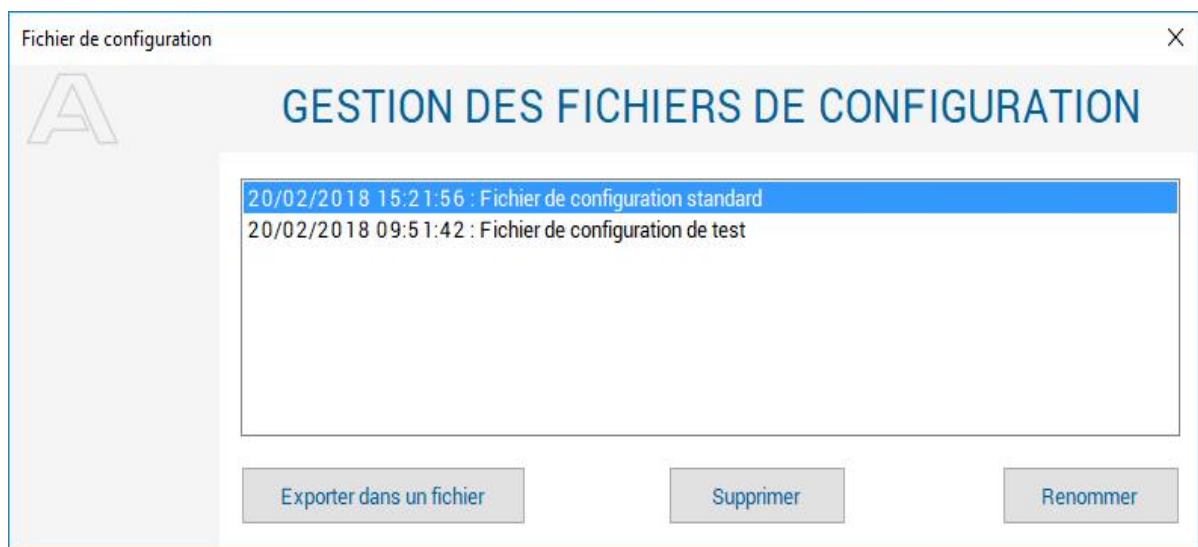 Fichier de configuration
A
GESTION DES FICHIERS DE CONFIGURATION
20/02/2018 15:21:56 : Fichier de configuration standard
20/02/2018 09:51:42 : Fichier de configuration de test
Exporter dans un fichier
Supprimer
Renommer